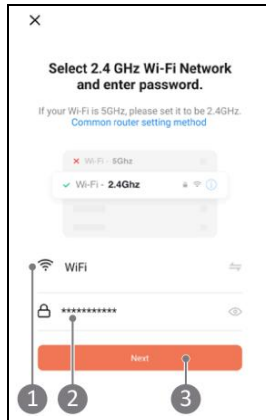 Select 2.4 GHz Wi-Fi Network
and enter password.
If your Wi-Fi is 5GHz, please set it to be 2.4GHz.
Common router setting method
Wi-Fi - 5Ghz
Wi-Fi - 2.4Ghz
WiFi
***********
Next
1 2 3